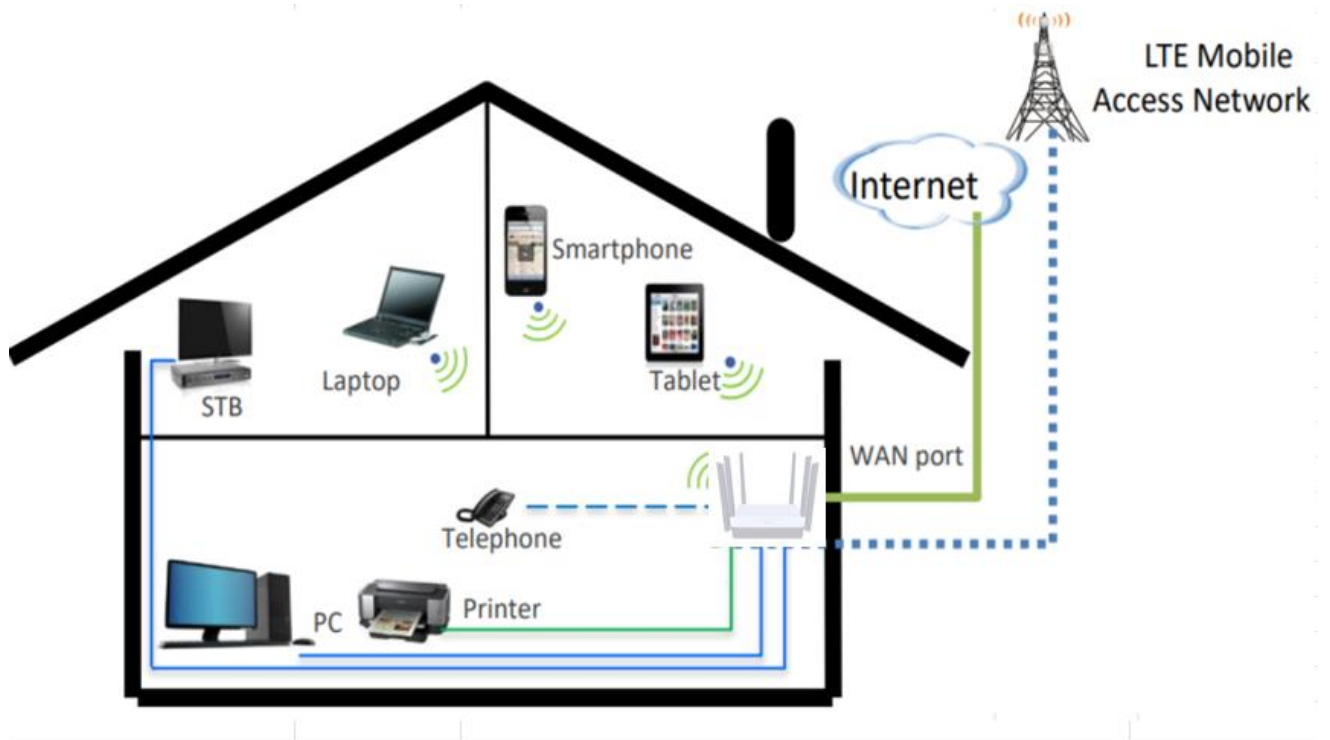 LTE Mobile
Access Network
Internet
Smartphone
Laptop
Tablet
STB
WAN port
Telephone
Printer
PC